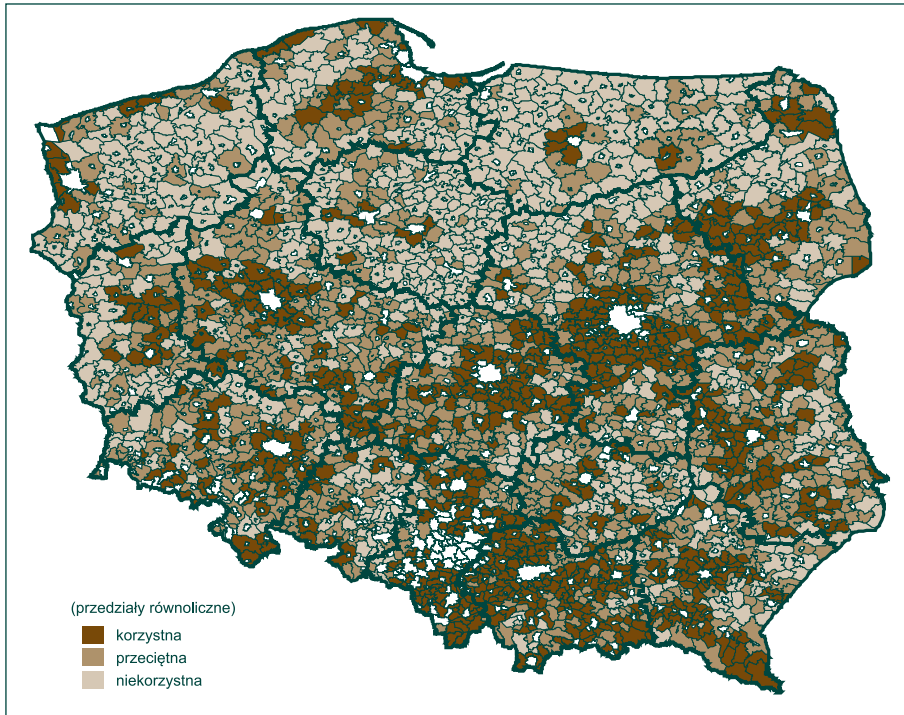 (przedziały równoliczne)
korzystna
przeciętna
niekorzystna